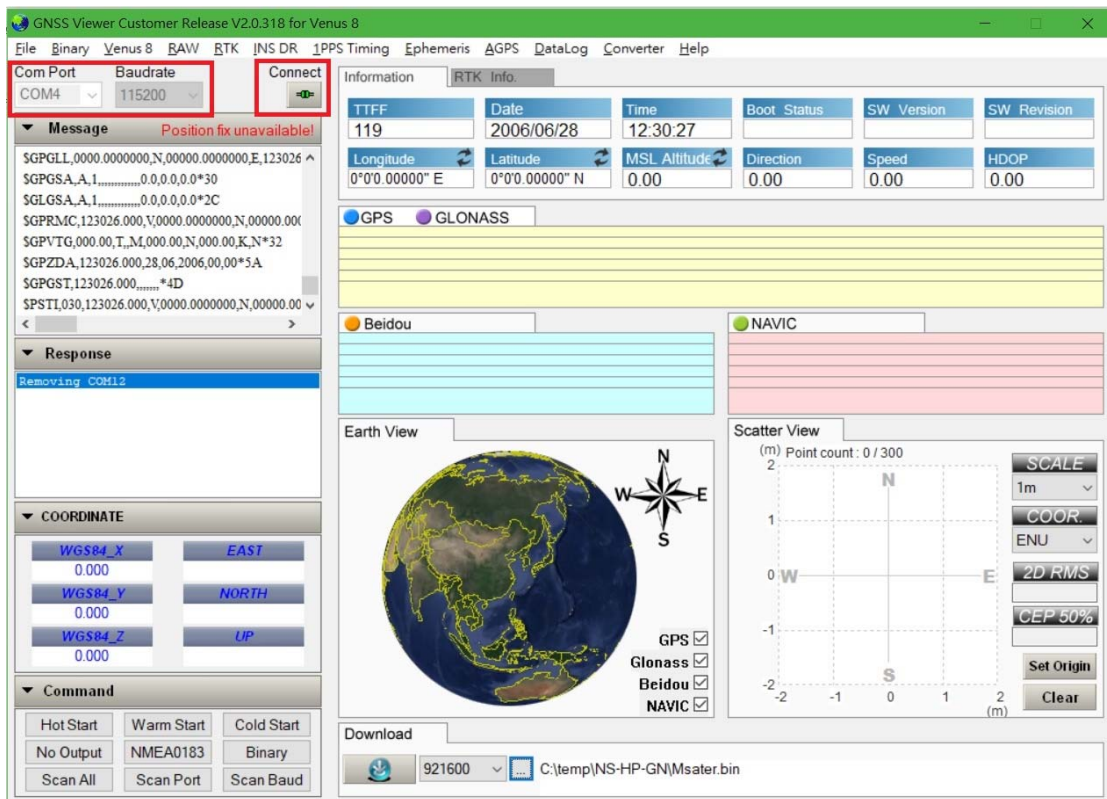 GNSS Viewer Customer Release V2.0.318 for Venus 8
File Binary Venus 8 RAW RTK INS DR 1PPS Timing Ephemeris AGPS DataLog Converter Help
Com Port Baudrate Connect
COM4 115200
Message Position fix unavailable!
$GPGLL,0000.0000000,N,00000.0000000,E,123026
$GPGSA,A,1,,,,,,,,,,,,,0.0,0.0,0.0*30
$GLGSA,A,1,,,,,,,,,,,,,0.0,0.0,0.0*2C
$GPRMC,123026.000,V,0000.0000000,N,00000.000
$GPVTG,000.00,T,,M,000.00,N,000.00,K,N*32
$GPZDA,123026.000,28,06,2006,00,00*5A
$GPGST,123026.000,,,,,,,*4D
$PSTI,030,123026.000,V,0000.0000000,N,00000.00
Response
Removing COM12
COORDINATE
WGS84_X EAST
0.000
WGS84_Y NORTH
0.000
WGS84_Z UP
0.000
Command
Hot Start Warm Start Cold Start
No Output NMEA0183 Binary
Scan All Scan Port Scan Baud
Information RTK Info.
TTFF Date Time Boot Status SW Version SW Revision
119 2006/06/28 12:30:27
Longitude Latitude MSL Altitude Direction Speed HDOP
0°0'0.00000" E 0°0'0.00000" N 0.00 0.00 0.00 0.00
GPS GLONASS
Beidou NAVIC
Earth View
N
W E
S
GPS
Glonass
Beidou
NAVIC
Scatter View
(m) Point count : 0 / 300
2
N
1
0 W E
-1
S
-2
-2 -1 0 1 2
(m)
SCALE
1m
COOR.
ENU
2D RMS
CEP 50%
Set Origin
Clear
Download
921600 ... C:\temp\NS-HP-GN\Msater.bin